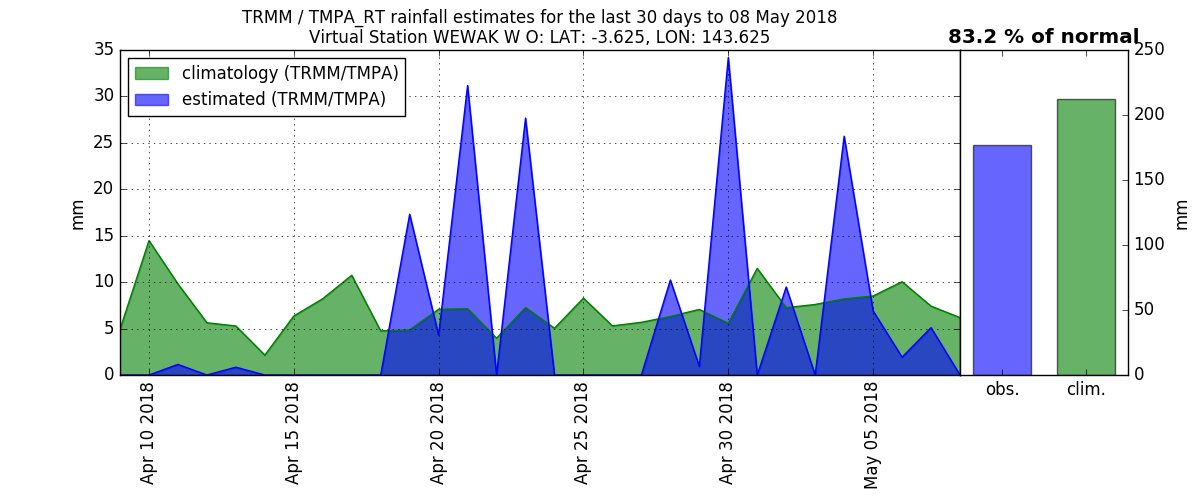 TRMM / TMPA_RT rainfall estimates for the last 30 days to 08 May 2018
Virtual Station WEWAK W O: LAT: -3.625, LON: 143.625
83.2 % of normal
climatology (TRMM/TMPA)
estimated (TRMM/TMPA)
35
30
25
20
15
10
5
0
mm
Apr 10 2018
Apr 15 2018
Apr 20 2018
Apr 25 2018
Apr 30 2018
May 05 2018
250
200
150
100
50
0
mm
obs.
clim.